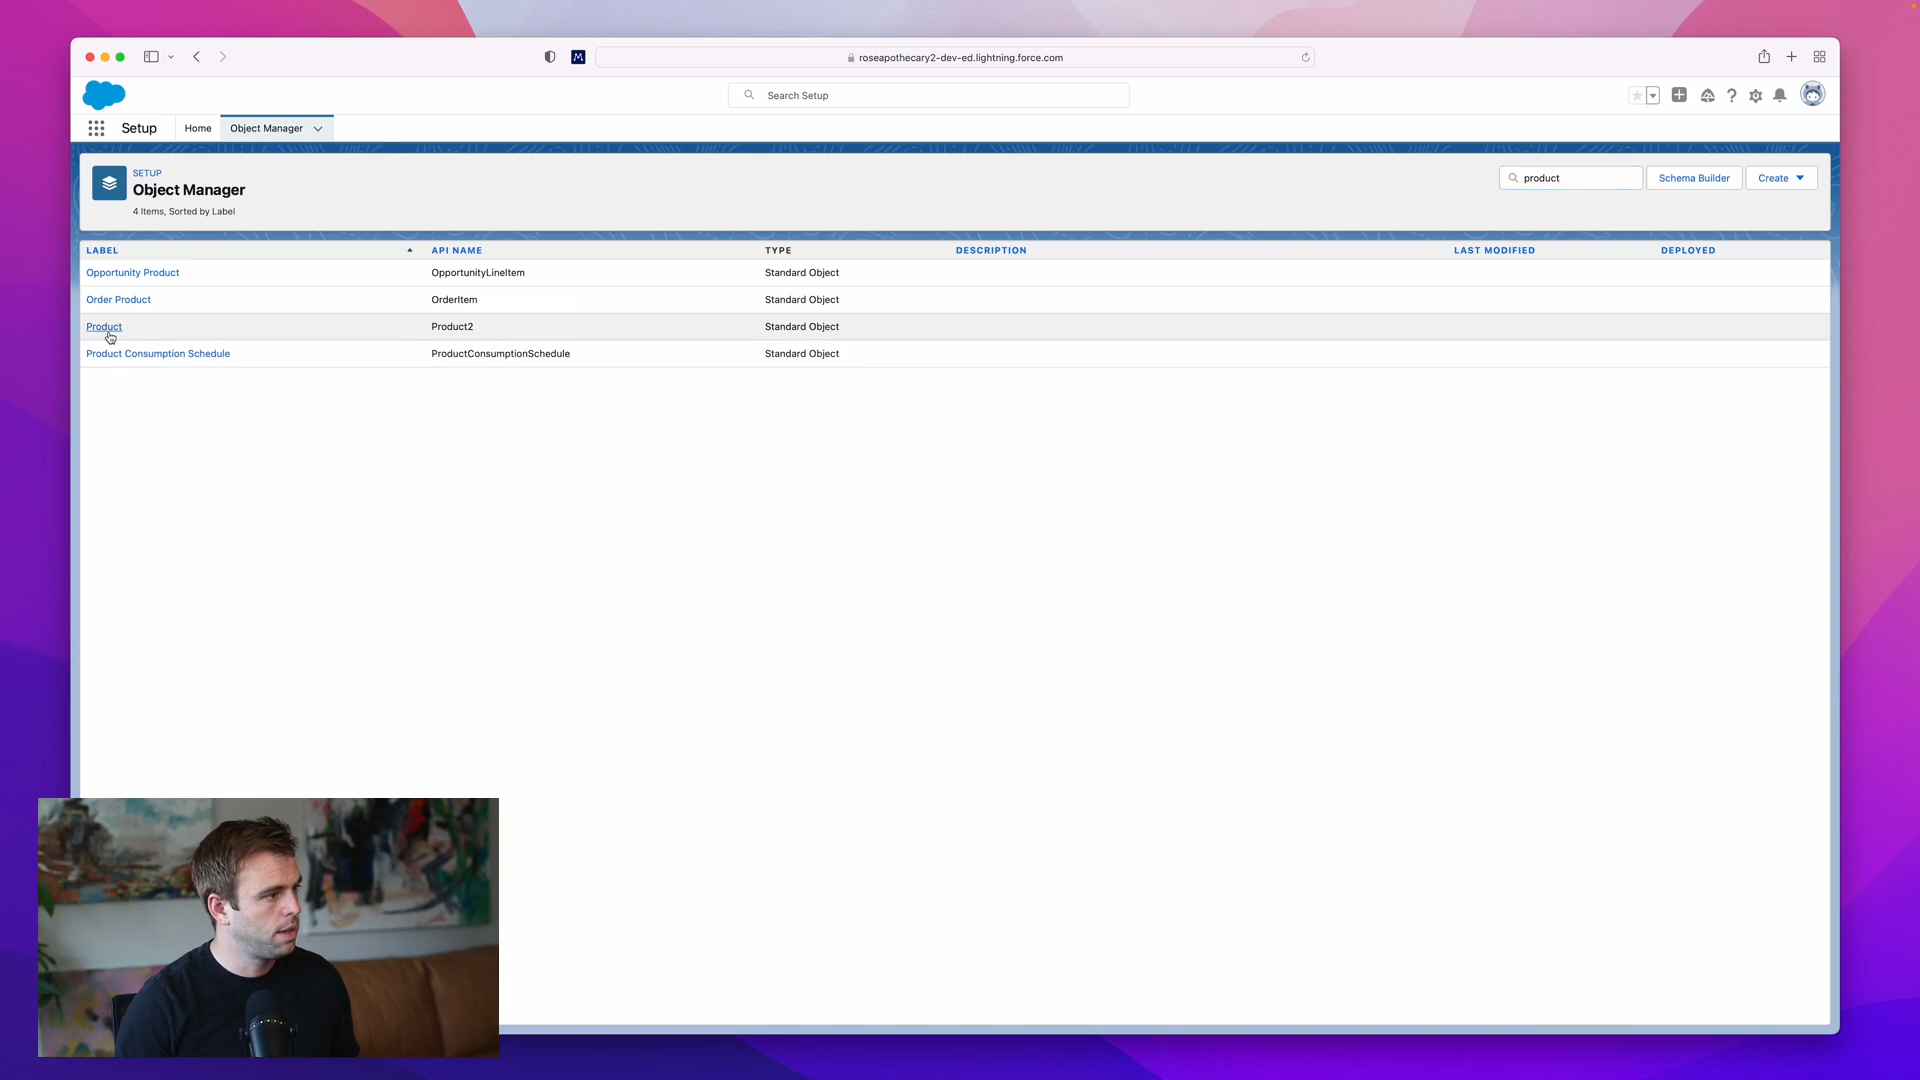 M
roseapothecary2-dev-ed.lightning.force.com
Search Setup
Setup
Home
Object Manager
SETUP
Object Manager
4 Items, Sorted by Label
product
Schema Builder
Create
LABEL API NAME TYPE DESCRIPTION LAST MODIFIED DEPLOYED
Opportunity Product OpportunityLineItem Standard Object
Order Product OrderItem Standard Object
Product Product2 Standard Object
Product Consumption Schedule ProductConsumptionSchedule Standard Object